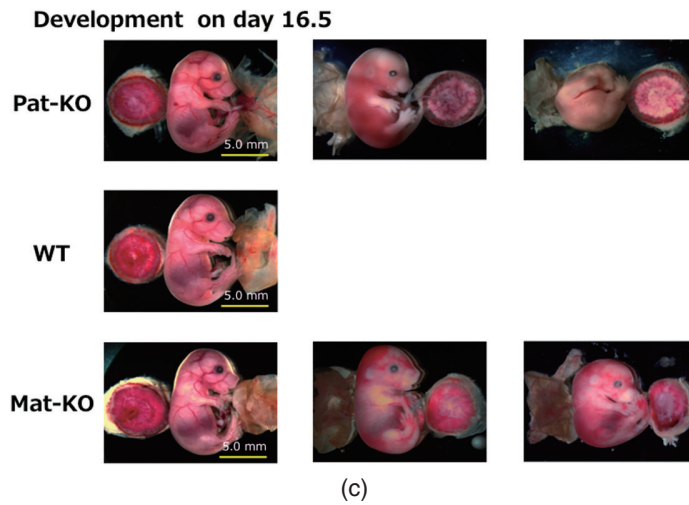 Development on day 16.5
Pat-KO
5.0 mm
WT
5.0 mm
Mat-KO
5.0 mm
(c)